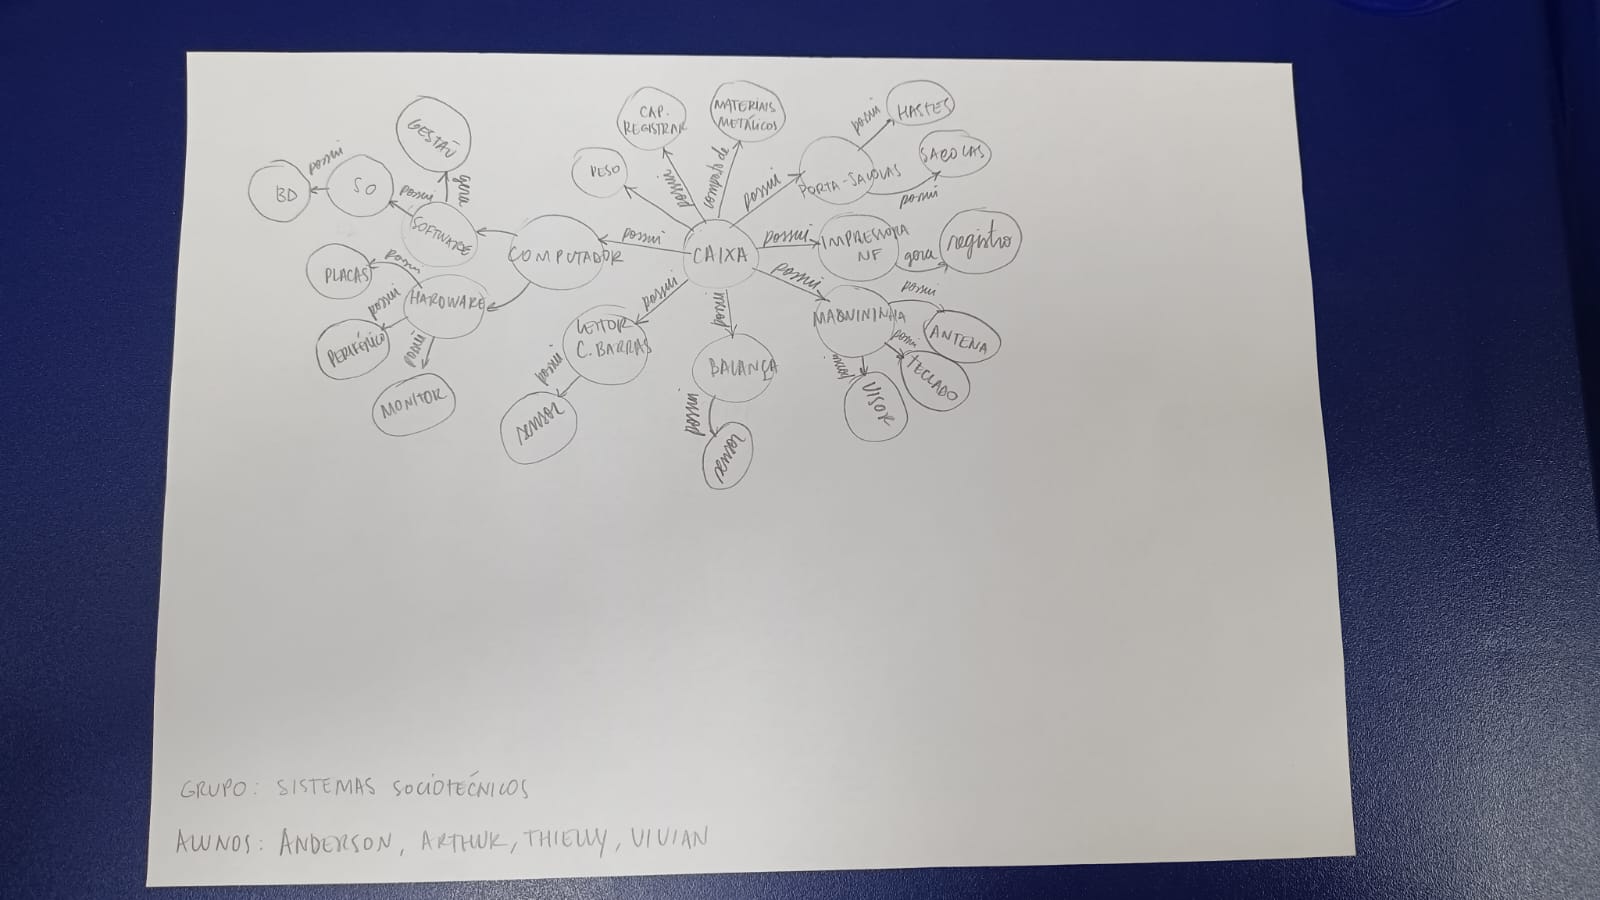 GESTÃO
gera
possui
BD
SO
possui
SOFTWARE
PESO
CAP.
REGISTRAR
possui
MATERIAIS
METÁLICOS
possui
HASTES
PORTA-SACOLAS
possui
SACOLAS
possui
COMPUTADOR
possui
CAIXA
possui
IMPRESSORA
NF
gera
registro
PLACAS
possui
HARDWARE
possui
PERIFÉRICO
possui
MONITOR
possui
LEITOR
C. BARRAS
possui
sensor
possui
BALANÇA
possui
sensor
possui
MAQUININHA
possui
ANTENA
possui
TECLADO
possui
VISOR
GRUPO: SISTEMAS SOCIOTÉCNICOS
ALUNOS: ANDERSON, ARTHUR, THIELLY, VIVIAN